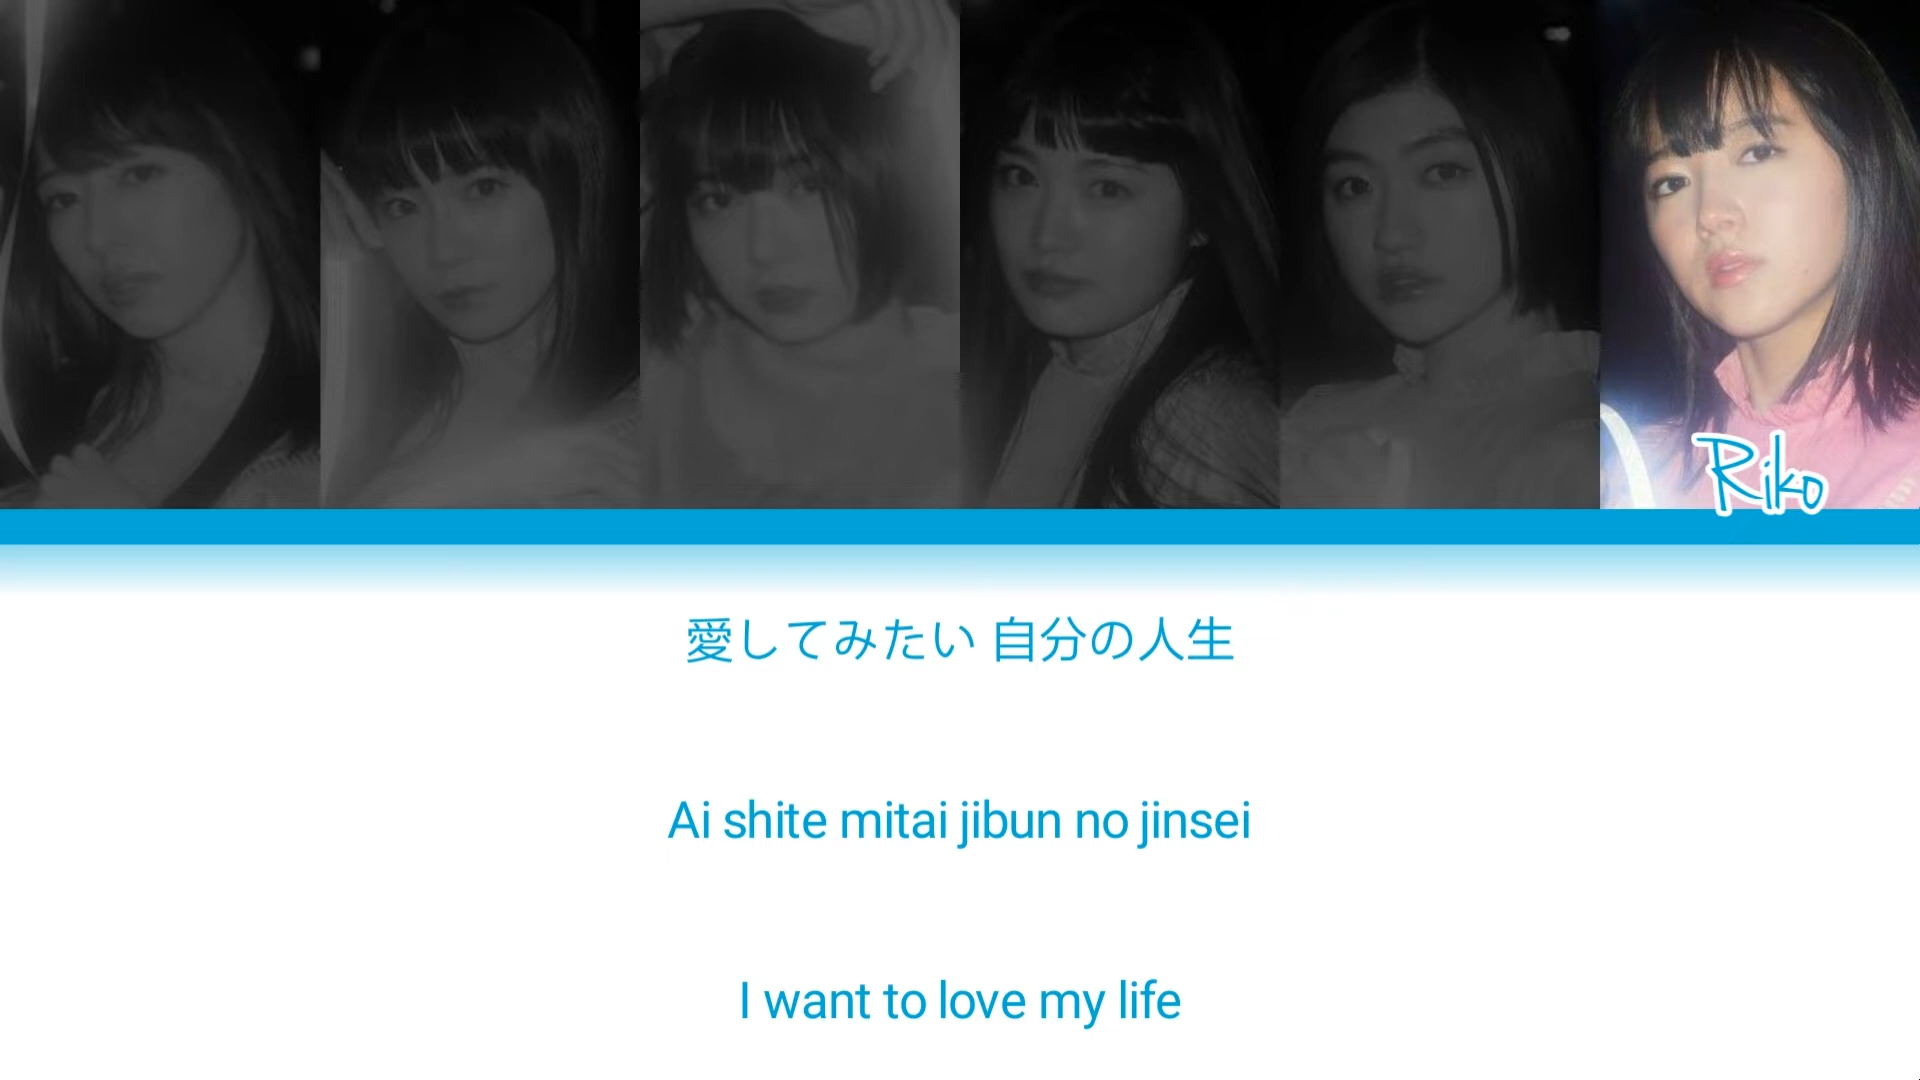 Riko
愛してみたい 自分の人生
Ai shite mitai jibun no jinsei
I want to love my life